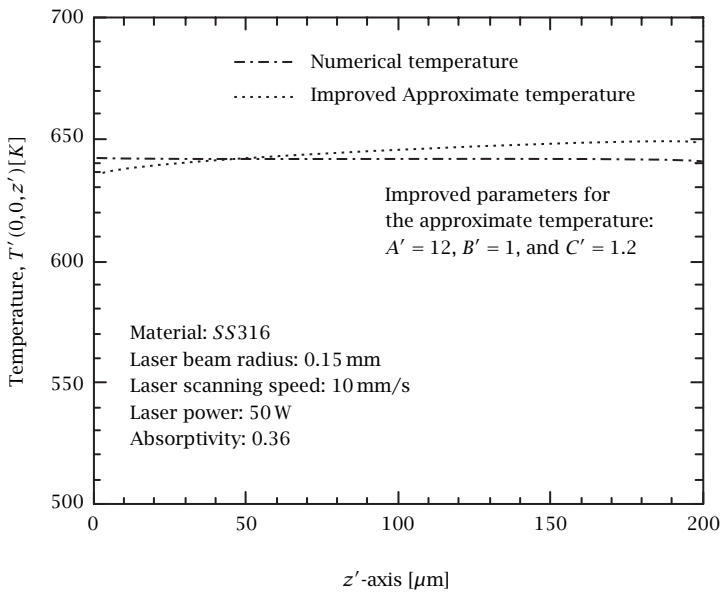 700
650
600
550
500
Temperature, T′(0,0,z′)[K]
Numerical temperature
Improved Approximate temperature
Improved parameters for
the approximate temperature:
A′ = 12, B′ = 1, and C′ = 1.2
Material: SS316
Laser beam radius: 0.15 mm
Laser scanning speed: 10 mm/s
Laser power: 50 W
Absorptivity: 0.36
0 50 100 150 200
z′-axis [μm]